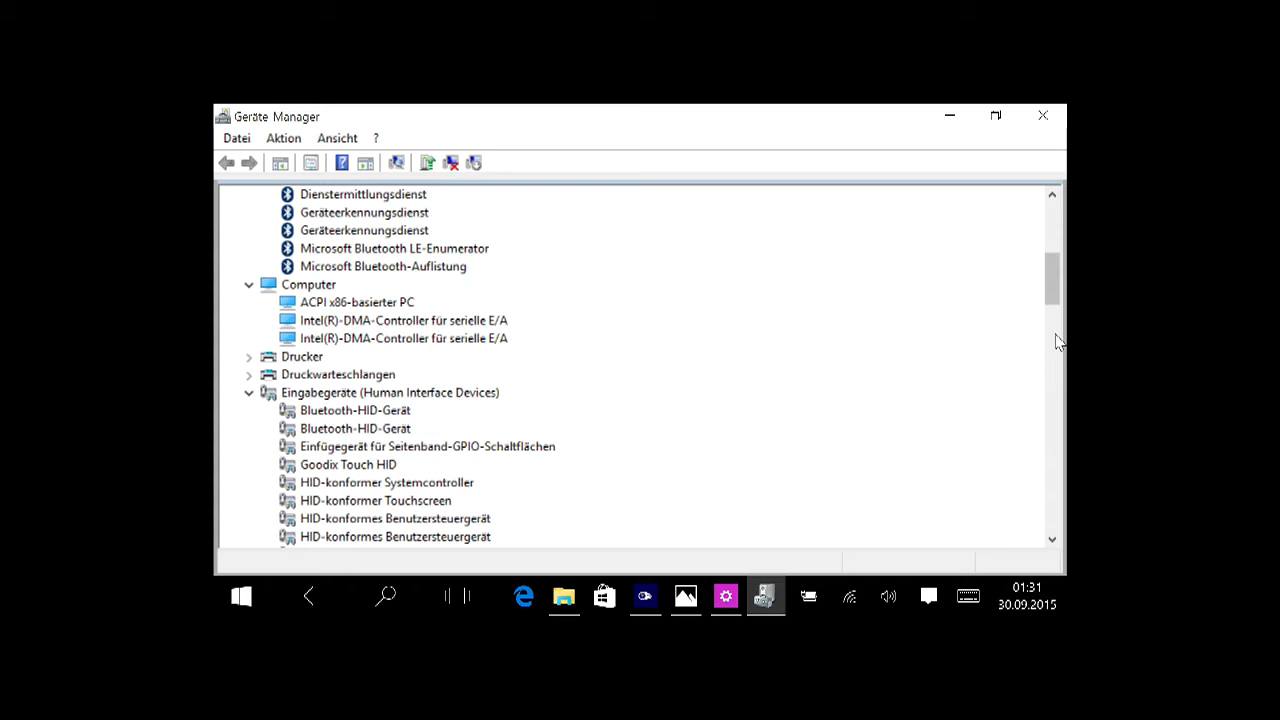 Geräte Manager
Datei Aktion Ansicht ?
Dienstermittlungsdienst
Geräteerkennungsdienst
Geräteerkennungsdienst
Microsoft Bluetooth LE-Enumerator
Microsoft Bluetooth-Auflistung
Computer
ACPI x86-basierter PC
Intel(R)-DMA-Controller für serielle E/A
Intel(R)-DMA-Controller für serielle E/A
Drucker
Druckwarteschlangen
Eingabegeräte (Human Interface Devices)
Bluetooth-HID-Gerät
Bluetooth-HID-Gerät
Einfügegerät für Seitenband-GPIO-Schaltflächen
Goodix Touch HID
HID-konformer Systemcontroller
HID-konformer Touchscreen
HID-konformes Benutzersteuergerät
HID-konformes Benutzersteuergerät
01:31
30.09.2015